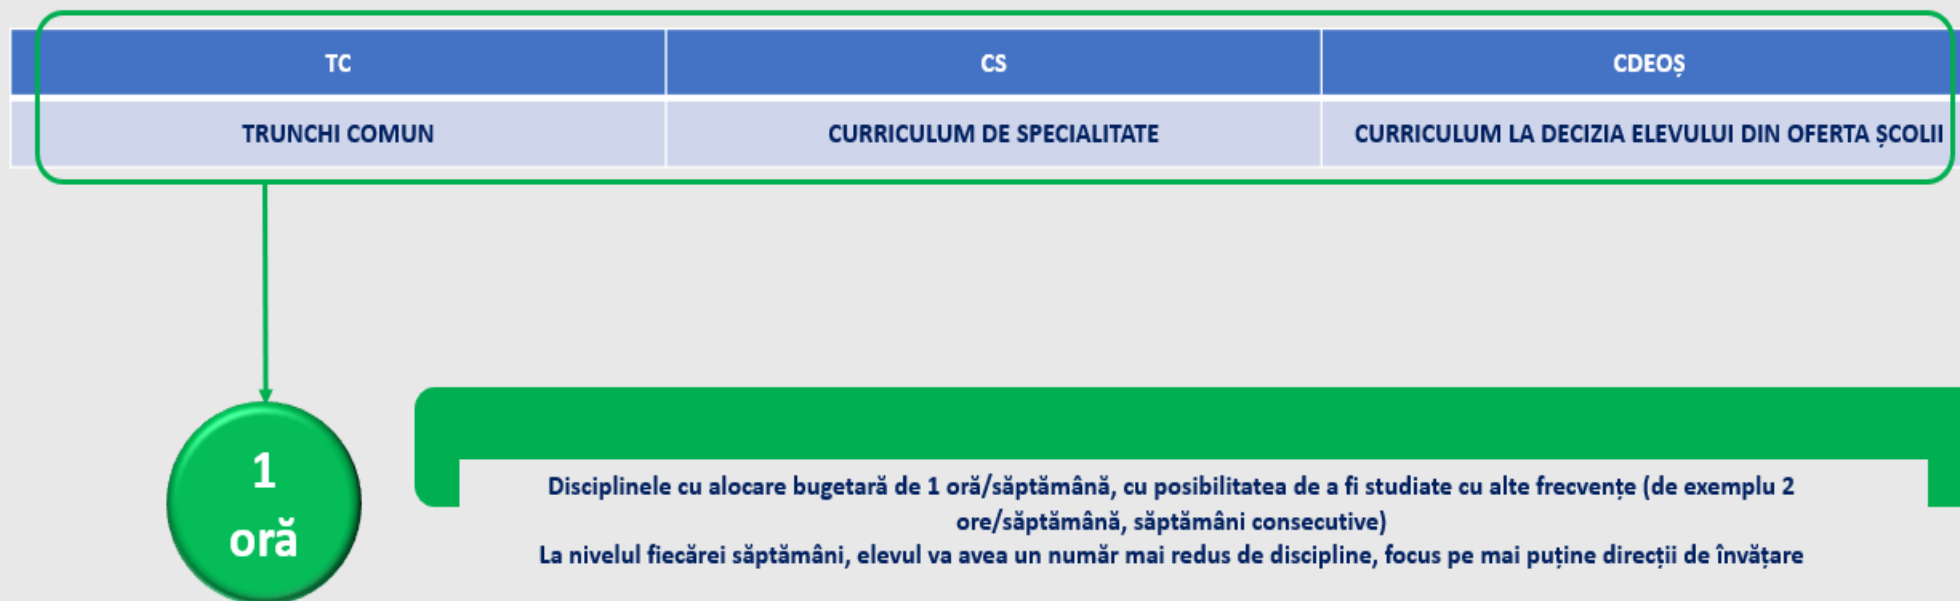 TC CS CDEOȘ
TRUNCHI COMUN CURRICULUM DE SPECIALITATE CURRICULUM LA DECIZIA ELEVULUI DIN OFERTA ȘCOLII
1
oră
Disciplinele cu alocare bugetară de 1 oră/săptămână, cu posibilitatea de a fi studiate cu alte frecvențe (de exemplu 2
ore/săptămână, săptămâni consecutive)
La nivelul fiecărei săptămâni, elevul va avea un număr mai redus de discipline, focus pe mai puține direcții de învățare